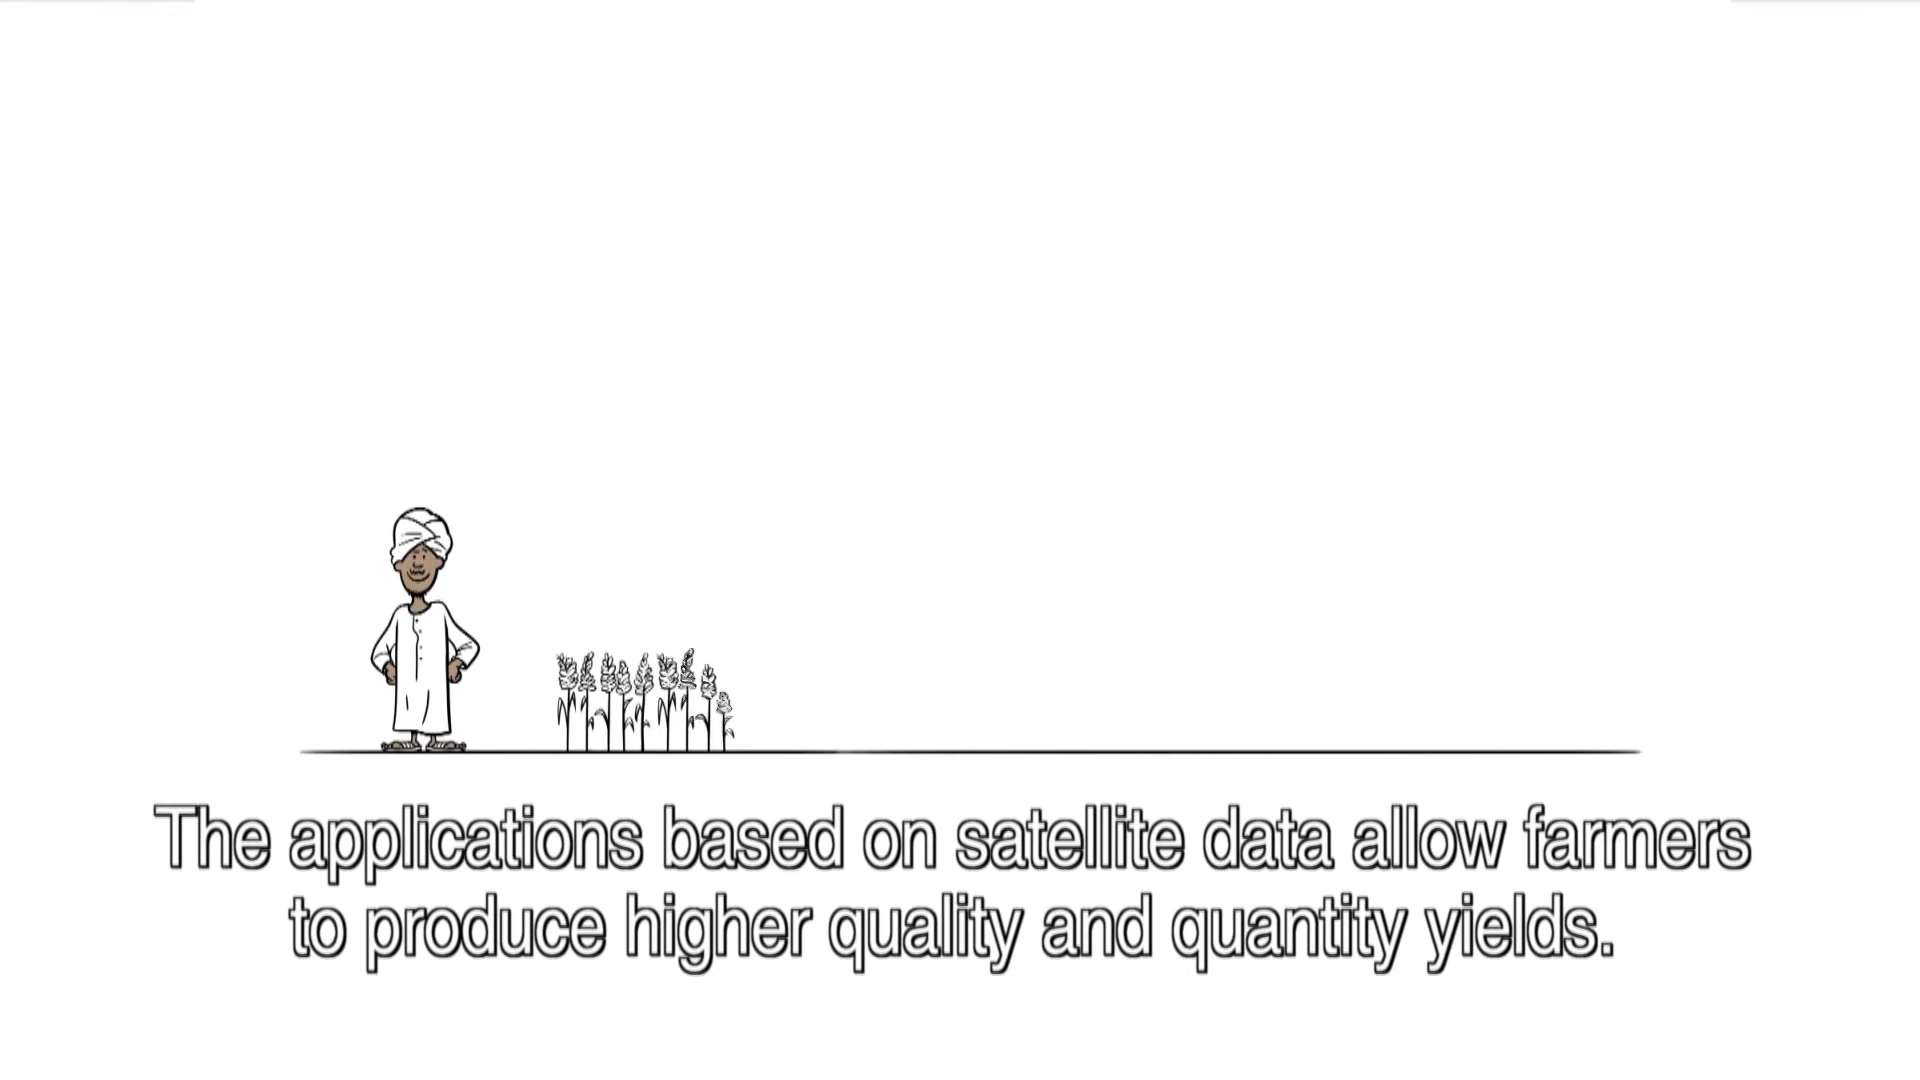 The applications based on satellite data allow farmers
to produce higher quality and quantity yields.